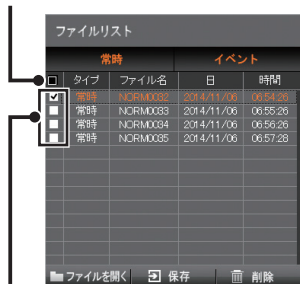 ファイルリスト
常時 イベント
タイプ ファイル名 日 時間
常時 NORM0032 2014/11/06 06:54:26
常時 NORM0033 2014/11/06 06:55:26
常時 NORM0034 2014/11/06 06:56:26
常時 NORM0035 2014/11/06 06:57:28
ファイルを開く 保存 削除